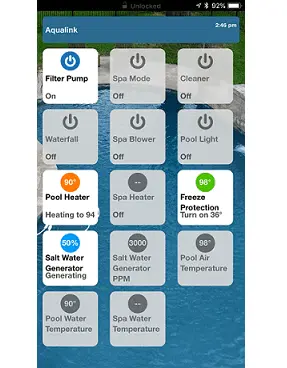 Unlocked 92%
Aqualink 2:46 pm
Filter Pump Spa Mode Cleaner
On Off Off
Waterfall Spa Blower Pool Light
Off Off Off
90° -- 98°
Pool Heater Spa Heater Freeze
Protection
Heating to 94 Off Turn on 36°
50% 3000 98°
Salt Water Salt Water Pool Air
Generator Generator Temperature
Generating PPM
90° --
Pool Water Spa Water
Temperature Temperature